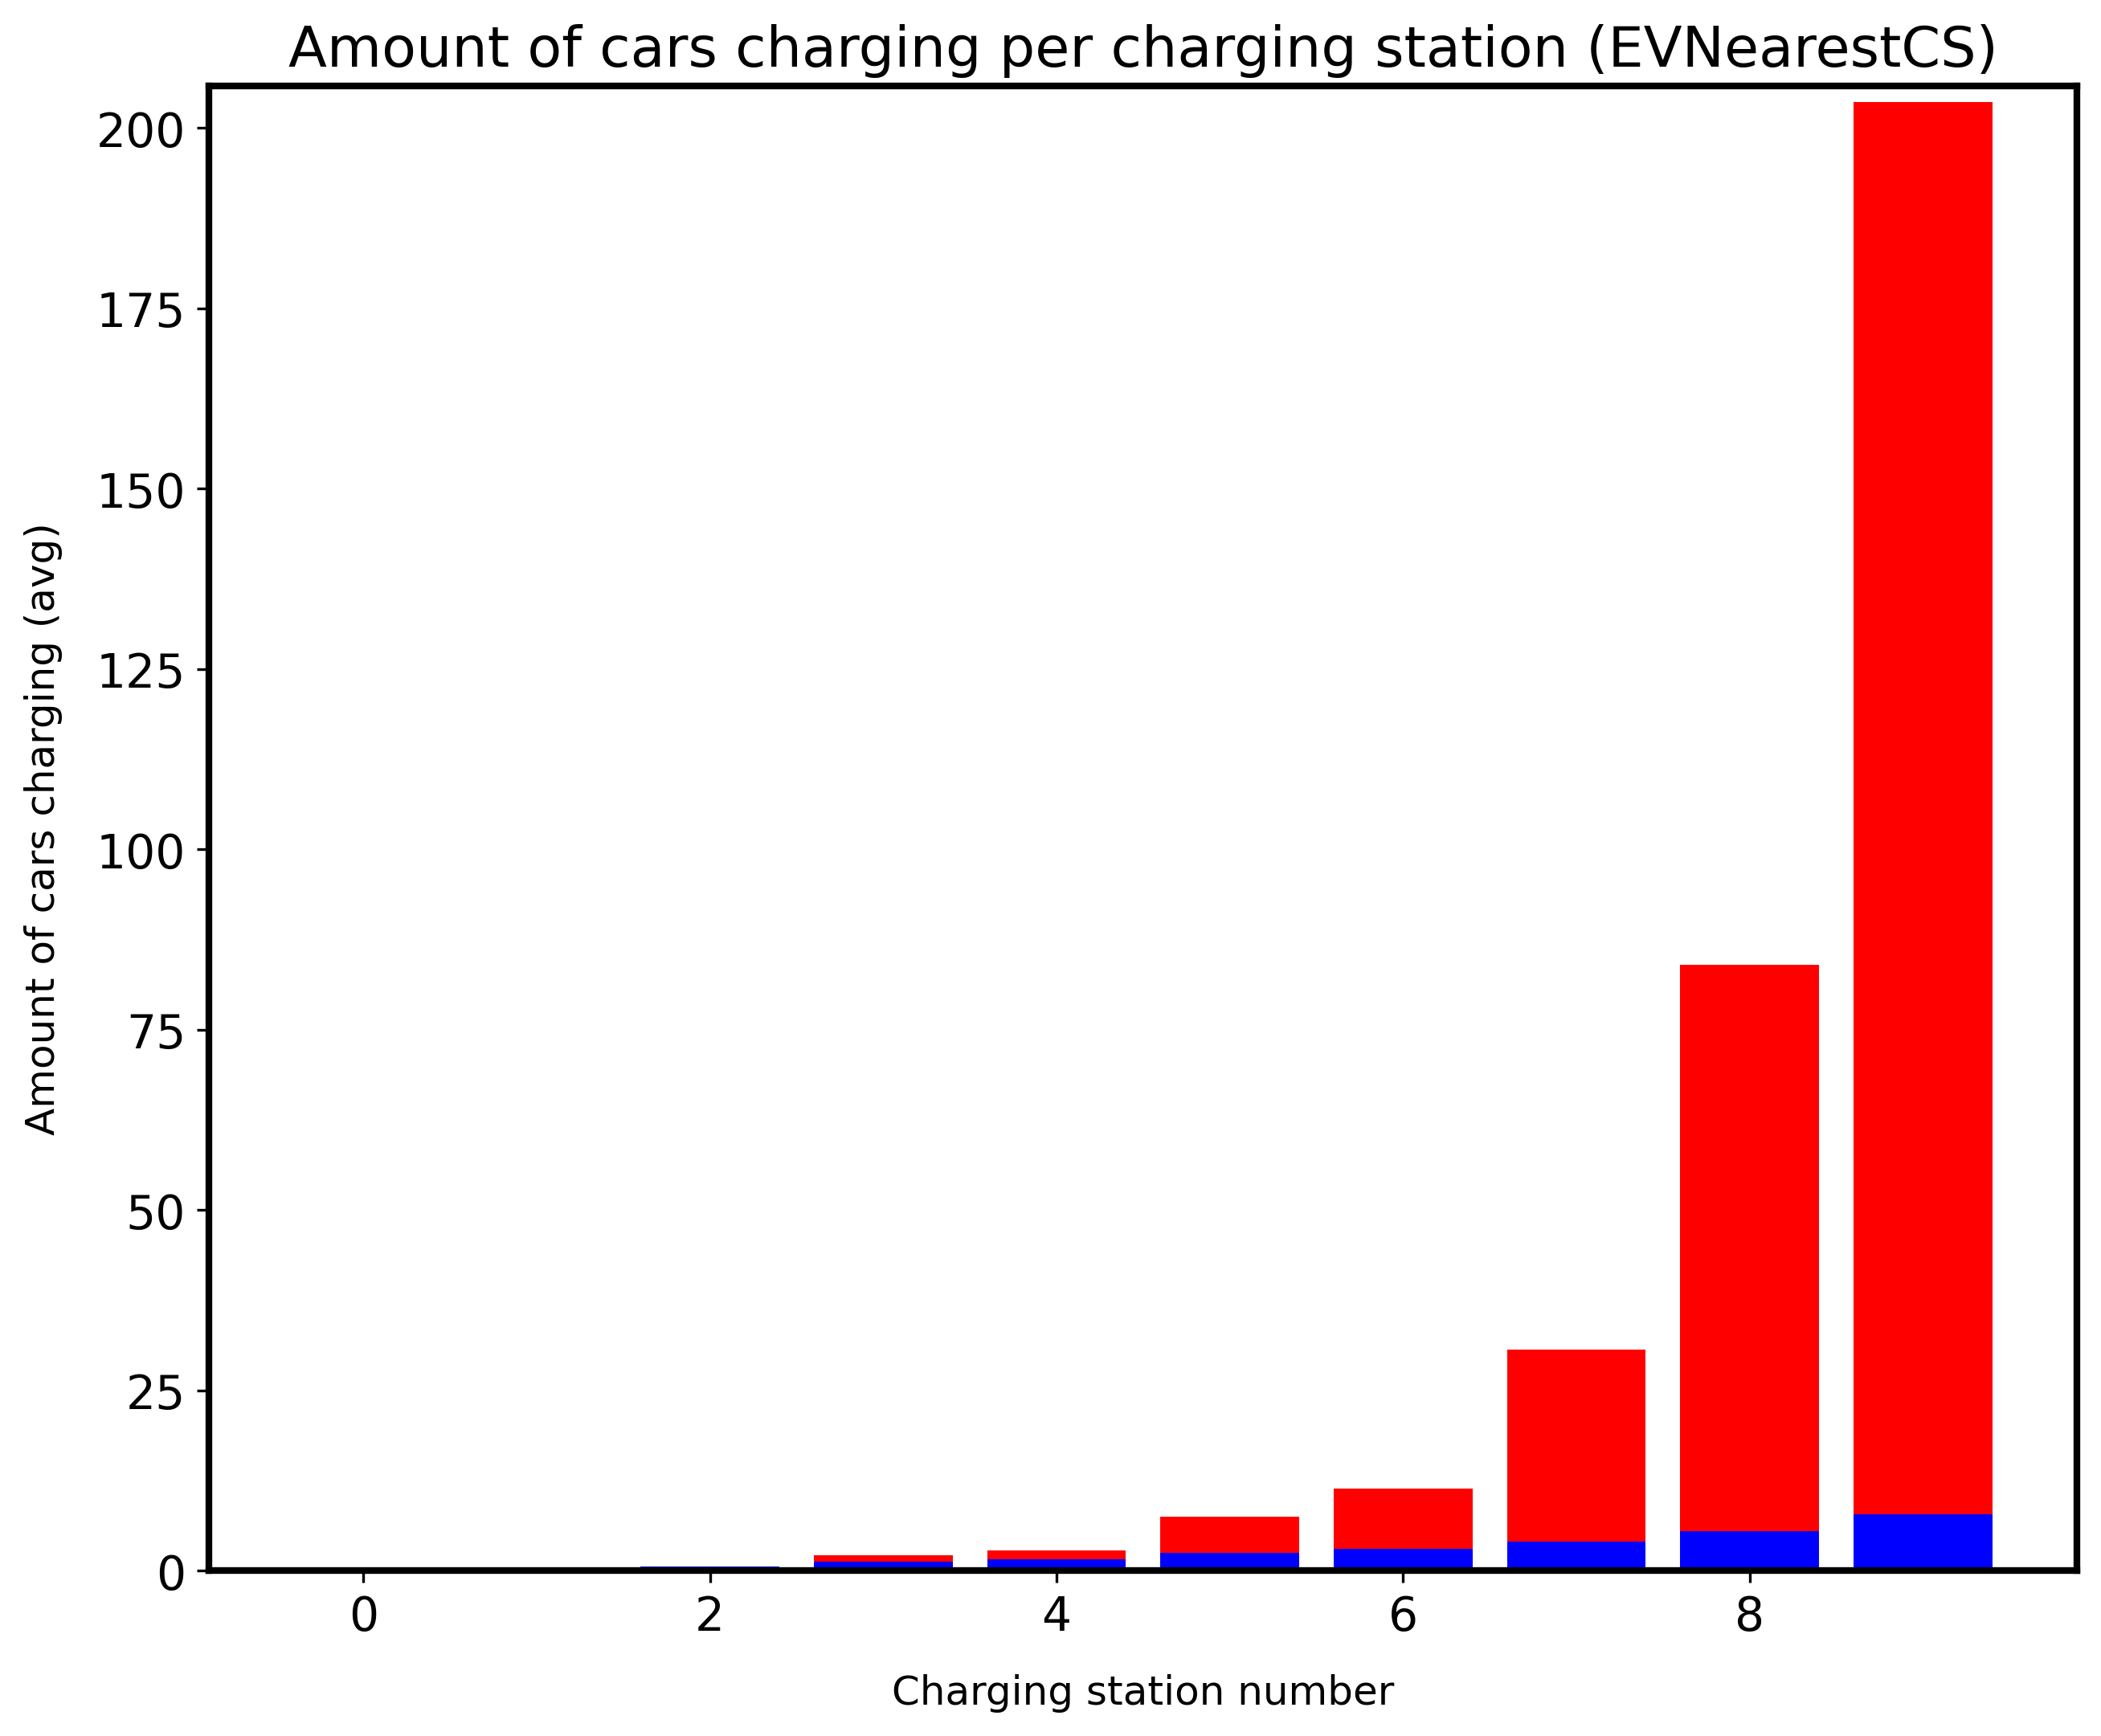 Amount of cars charging per charging station (EVNearestCS)
Amount of cars charging (avg)
200
175
150
125
100
75
50
25
0
0 2 4 6 8
Charging station number